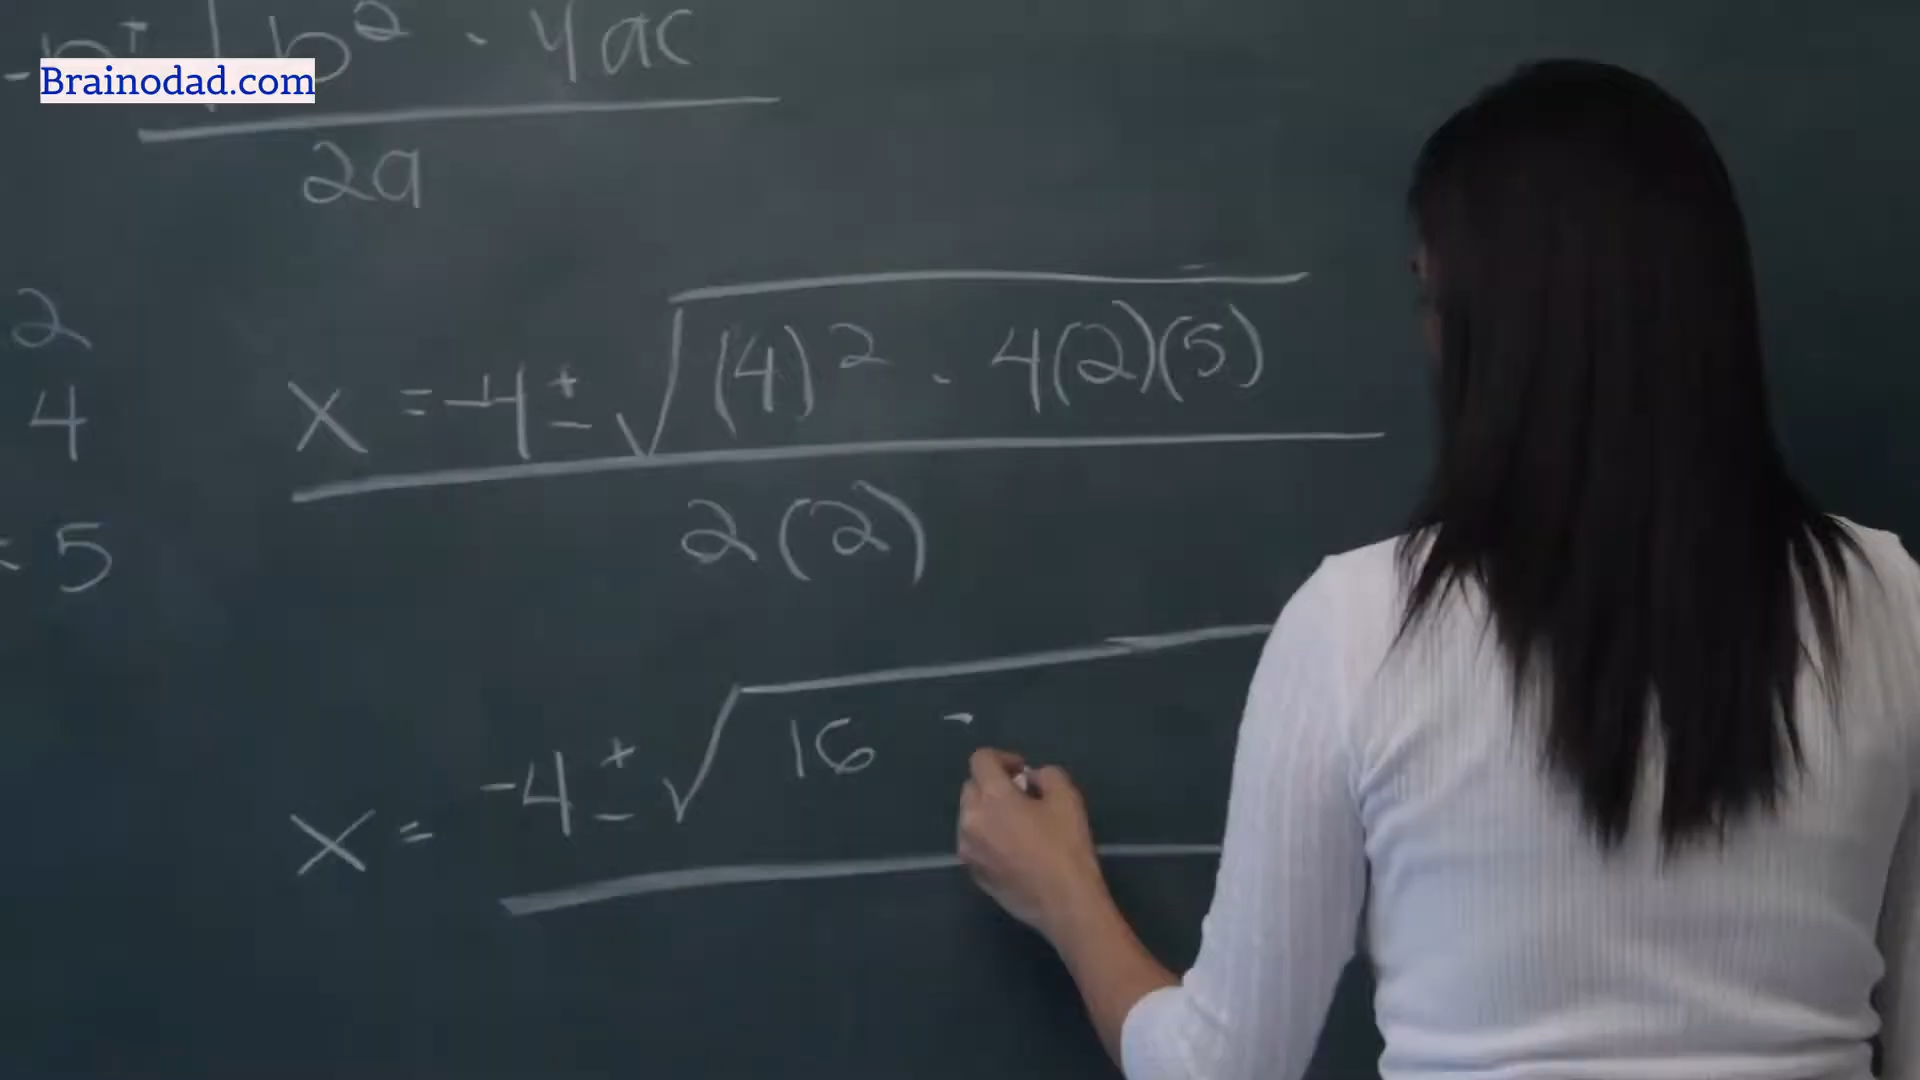 Brainodad.com
-b± √b² - 4ac
2a
2
4
5
x = -4 ± √(4)² - 4(2)(5)
2(2)
x = -4 ± √16 -